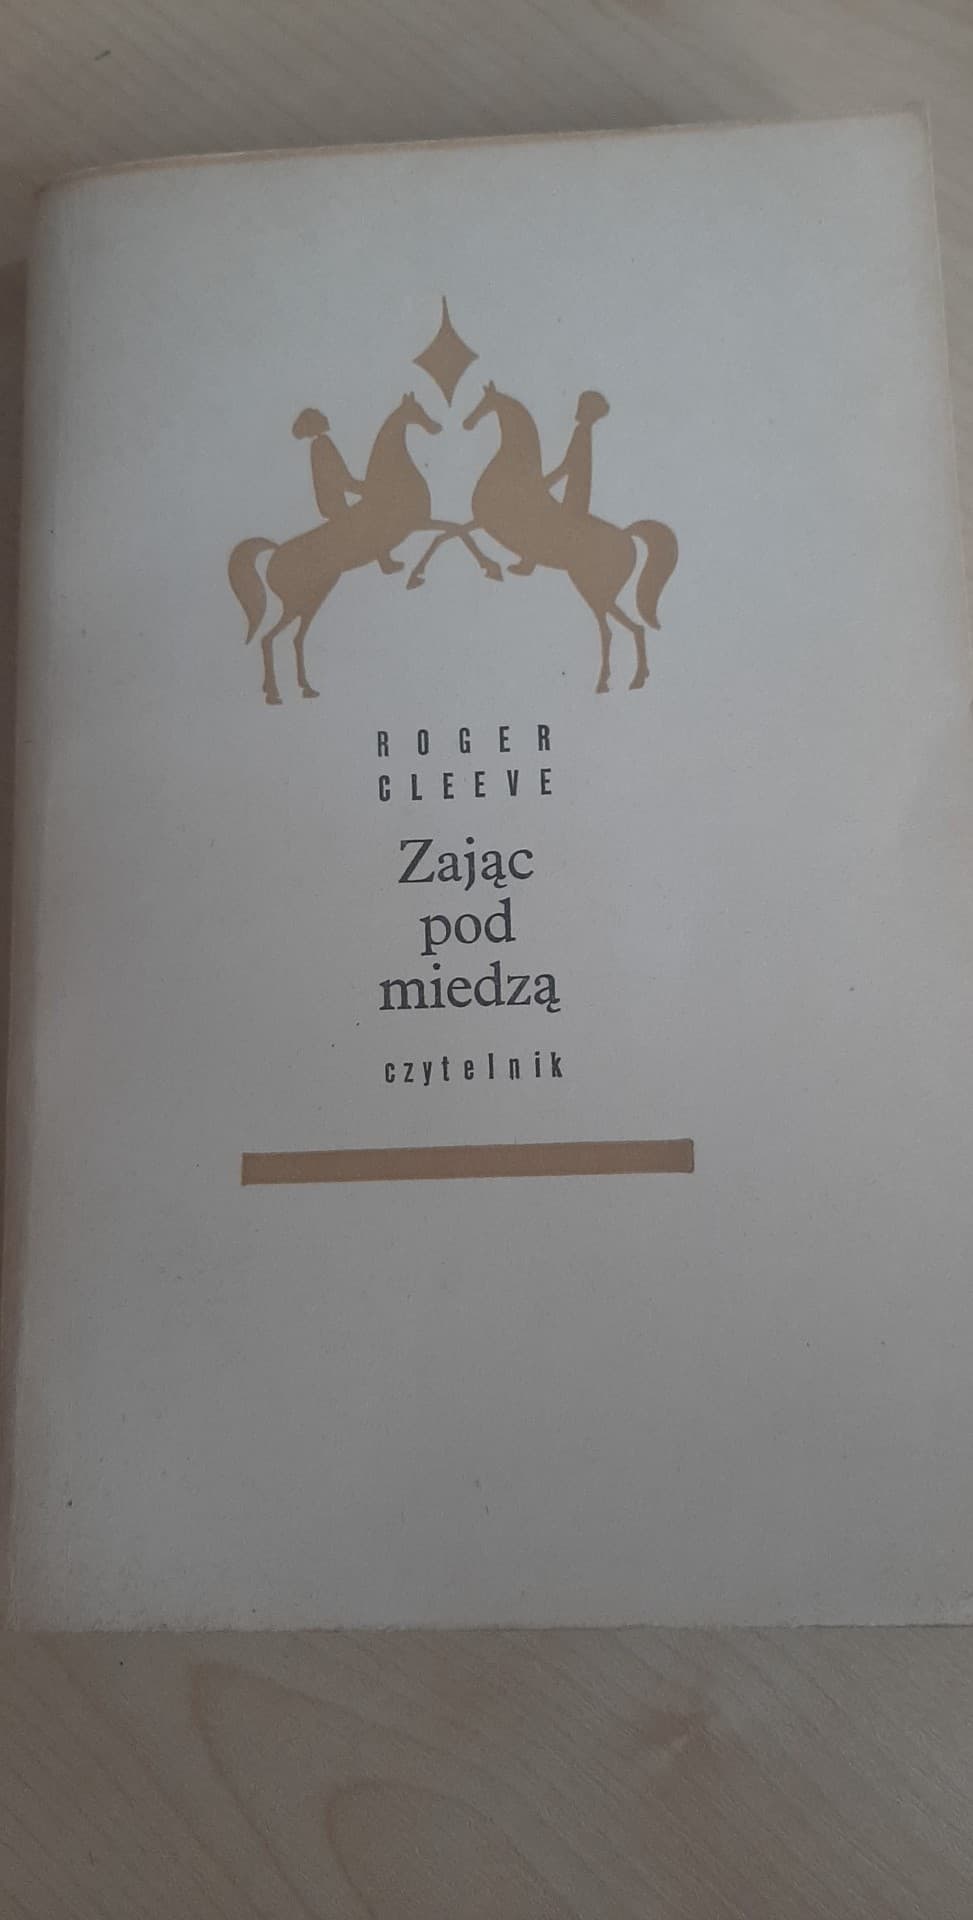 ROGER
CLEEVE
Zając
pod
miedzą
czytelnik